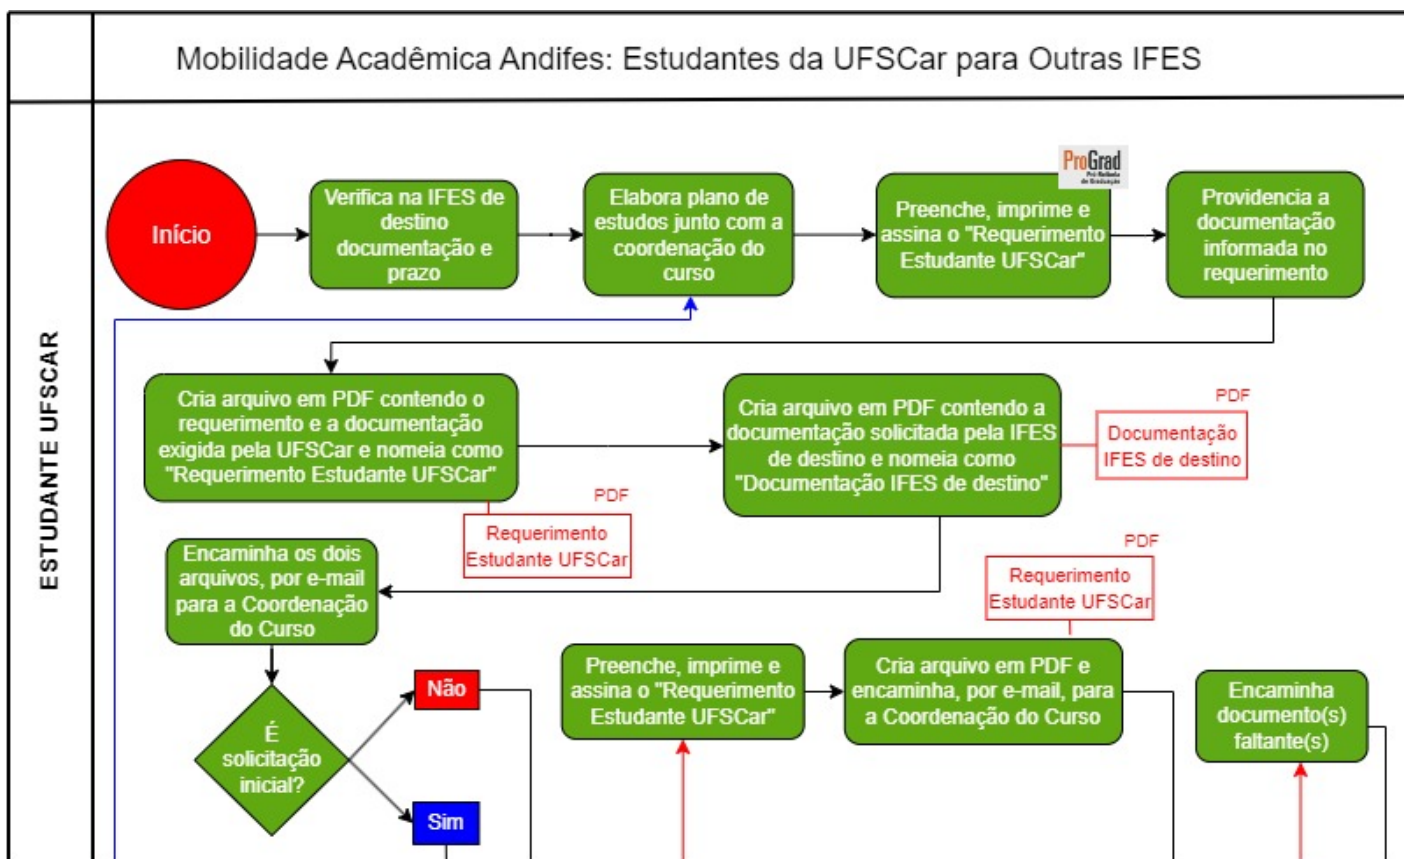 Mobilidade Acadêmica Andifes: Estudantes da UFSCar para Outras IFES
ESTUDANTE UFSCAR
Início
Verifica na IFES de
destino
documentação e
prazo
Elabora plano de
estudos junto com a
coordenação do
curso
ProGrad
Pró-Reitoria
de Graduação
Preenche, imprime e
assina o "Requerimento
Estudante UFSCar"
Providencia a
documentação
informada no
requerimento
Cria arquivo em PDF contendo o
requerimento e a documentação
exigida pela UFSCar e nomeia como
"Requerimento Estudante UFSCar"
PDF
Requerimento
Estudante UFSCar
Cria arquivo em PDF contendo a
documentação solicitada pela IFES
de destino e nomeia como
"Documentação IFES de destino"
PDF
Documentação
IFES de destino
Encaminha os dois
arquivos, por e-mail
para a Coordenação
do Curso
É
solicitação
inicial?
Não
Sim
Preenche, imprime e
assina o "Requerimento
Estudante UFSCar"
PDF
Requerimento
Estudante UFSCar
Cria arquivo em PDF e
encaminha, por e-mail, para
a Coordenação do Curso
Encaminha
documento(s)
faltante(s)